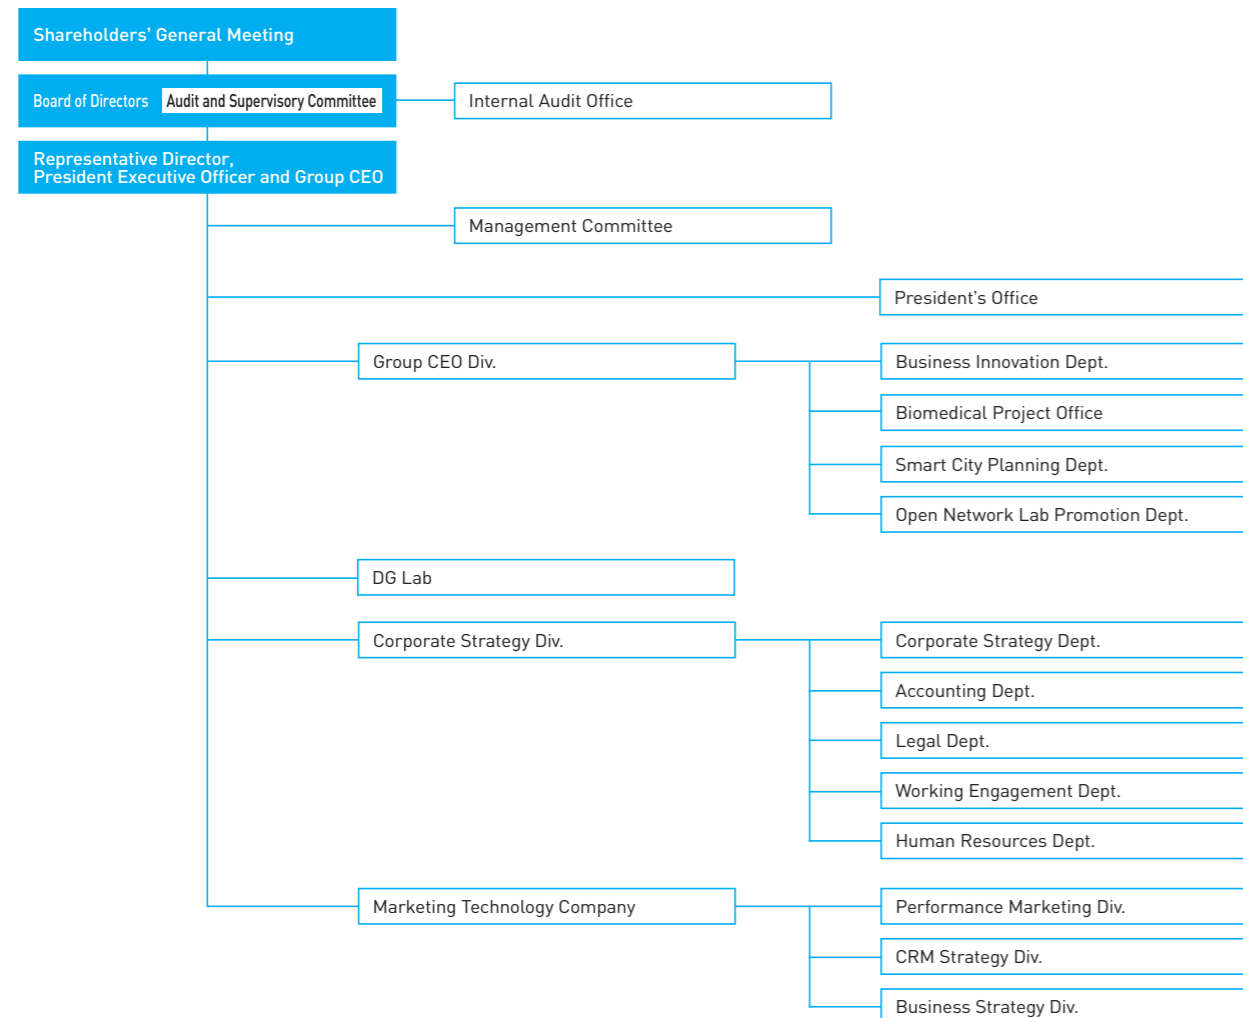 Shareholders’ General Meeting
Board of Directors Audit and Supervisory Committee
Internal Audit Office
Representative Director,
President Executive Officer and Group CEO
Management Committee
President’s Office
Group CEO Div.
Business Innovation Dept.
Biomedical Project Office
Smart City Planning Dept.
Open Network Lab Promotion Dept.
DG Lab
Corporate Strategy Div.
Corporate Strategy Dept.
Accounting Dept.
Legal Dept.
Working Engagement Dept.
Human Resources Dept.
Marketing Technology Company
Performance Marketing Div.
CRM Strategy Div.
Business Strategy Div.